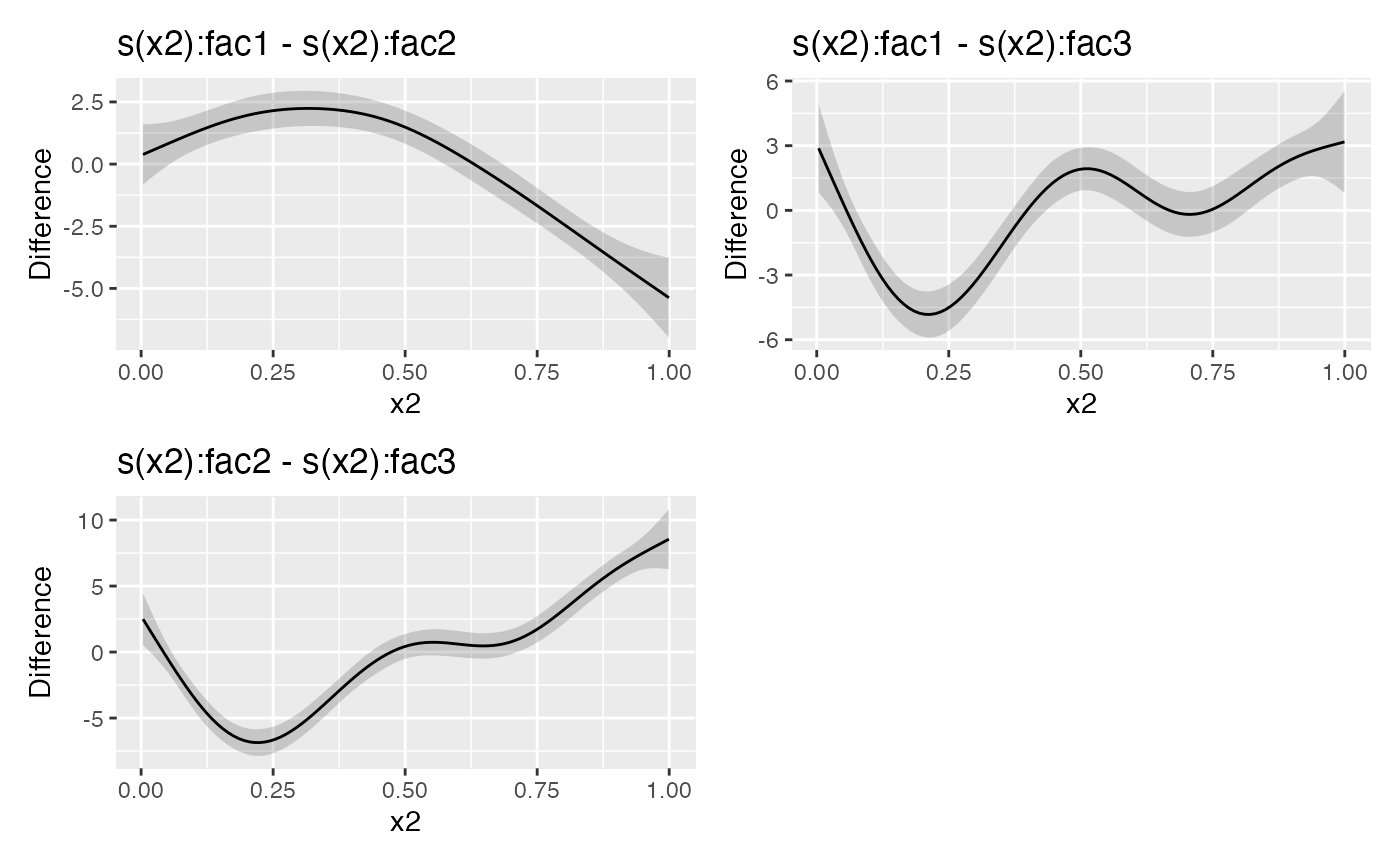 s(x2):fac1 - s(x2):fac2
Difference
2.5
0.0
-2.5
-5.0
0.00 0.25 0.50 0.75 1.00
x2
s(x2):fac1 - s(x2):fac3
Difference
6
3
0
-3
-6
0.00 0.25 0.50 0.75 1.00
x2
s(x2):fac2 - s(x2):fac3
Difference
10
5
0
-5
0.00 0.25 0.50 0.75 1.00
x2